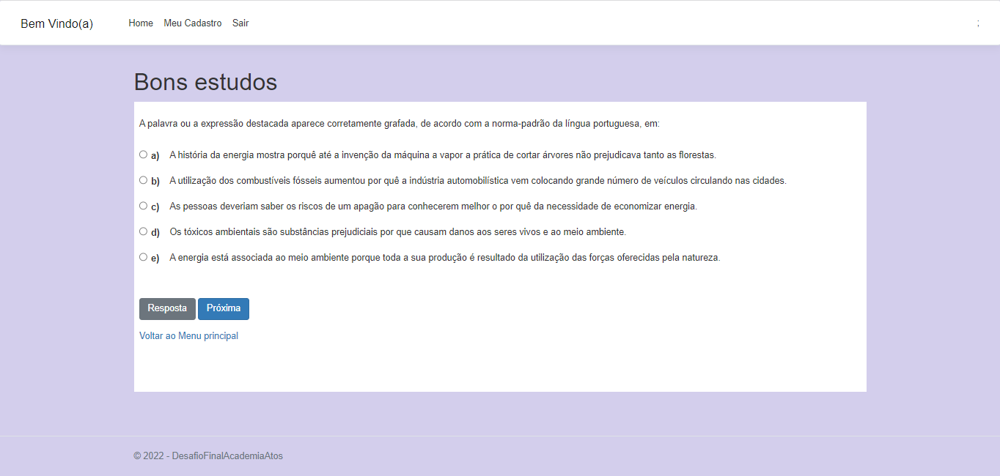 Bem Vindo(a) Home Meu Cadastro Sair ;
Bons estudos
A palavra ou a expressão destacada aparece corretamente grafada, de acordo com a norma-padrão da língua portuguesa, em:
a) A história da energia mostra porquê até a invenção da máquina a vapor a prática de cortar árvores não prejudicava tanto as florestas.
b) A utilização dos combustíveis fósseis aumentou por quê a indústria automobilística vem colocando grande número de veículos circulando nas cidades.
c) As pessoas deveriam saber os riscos de um apagão para conhecerem melhor o por quê da necessidade de economizar energia.
d) Os tóxicos ambientais são substâncias prejudiciais por que causam danos aos seres vivos e ao meio ambiente.
e) A energia está associada ao meio ambiente porque toda a sua produção é resultado da utilização das forças oferecidas pela natureza.
Resposta Próxima
Voltar ao Menu principal
© 2022 - DesafioFinalAcademiaAtos